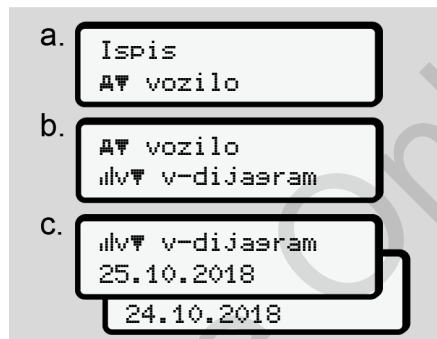 a.
Ispis
vozilo
b.
vozilo
v-dijagram
c.
v-dijagram
25.10.2018
24.10.2018